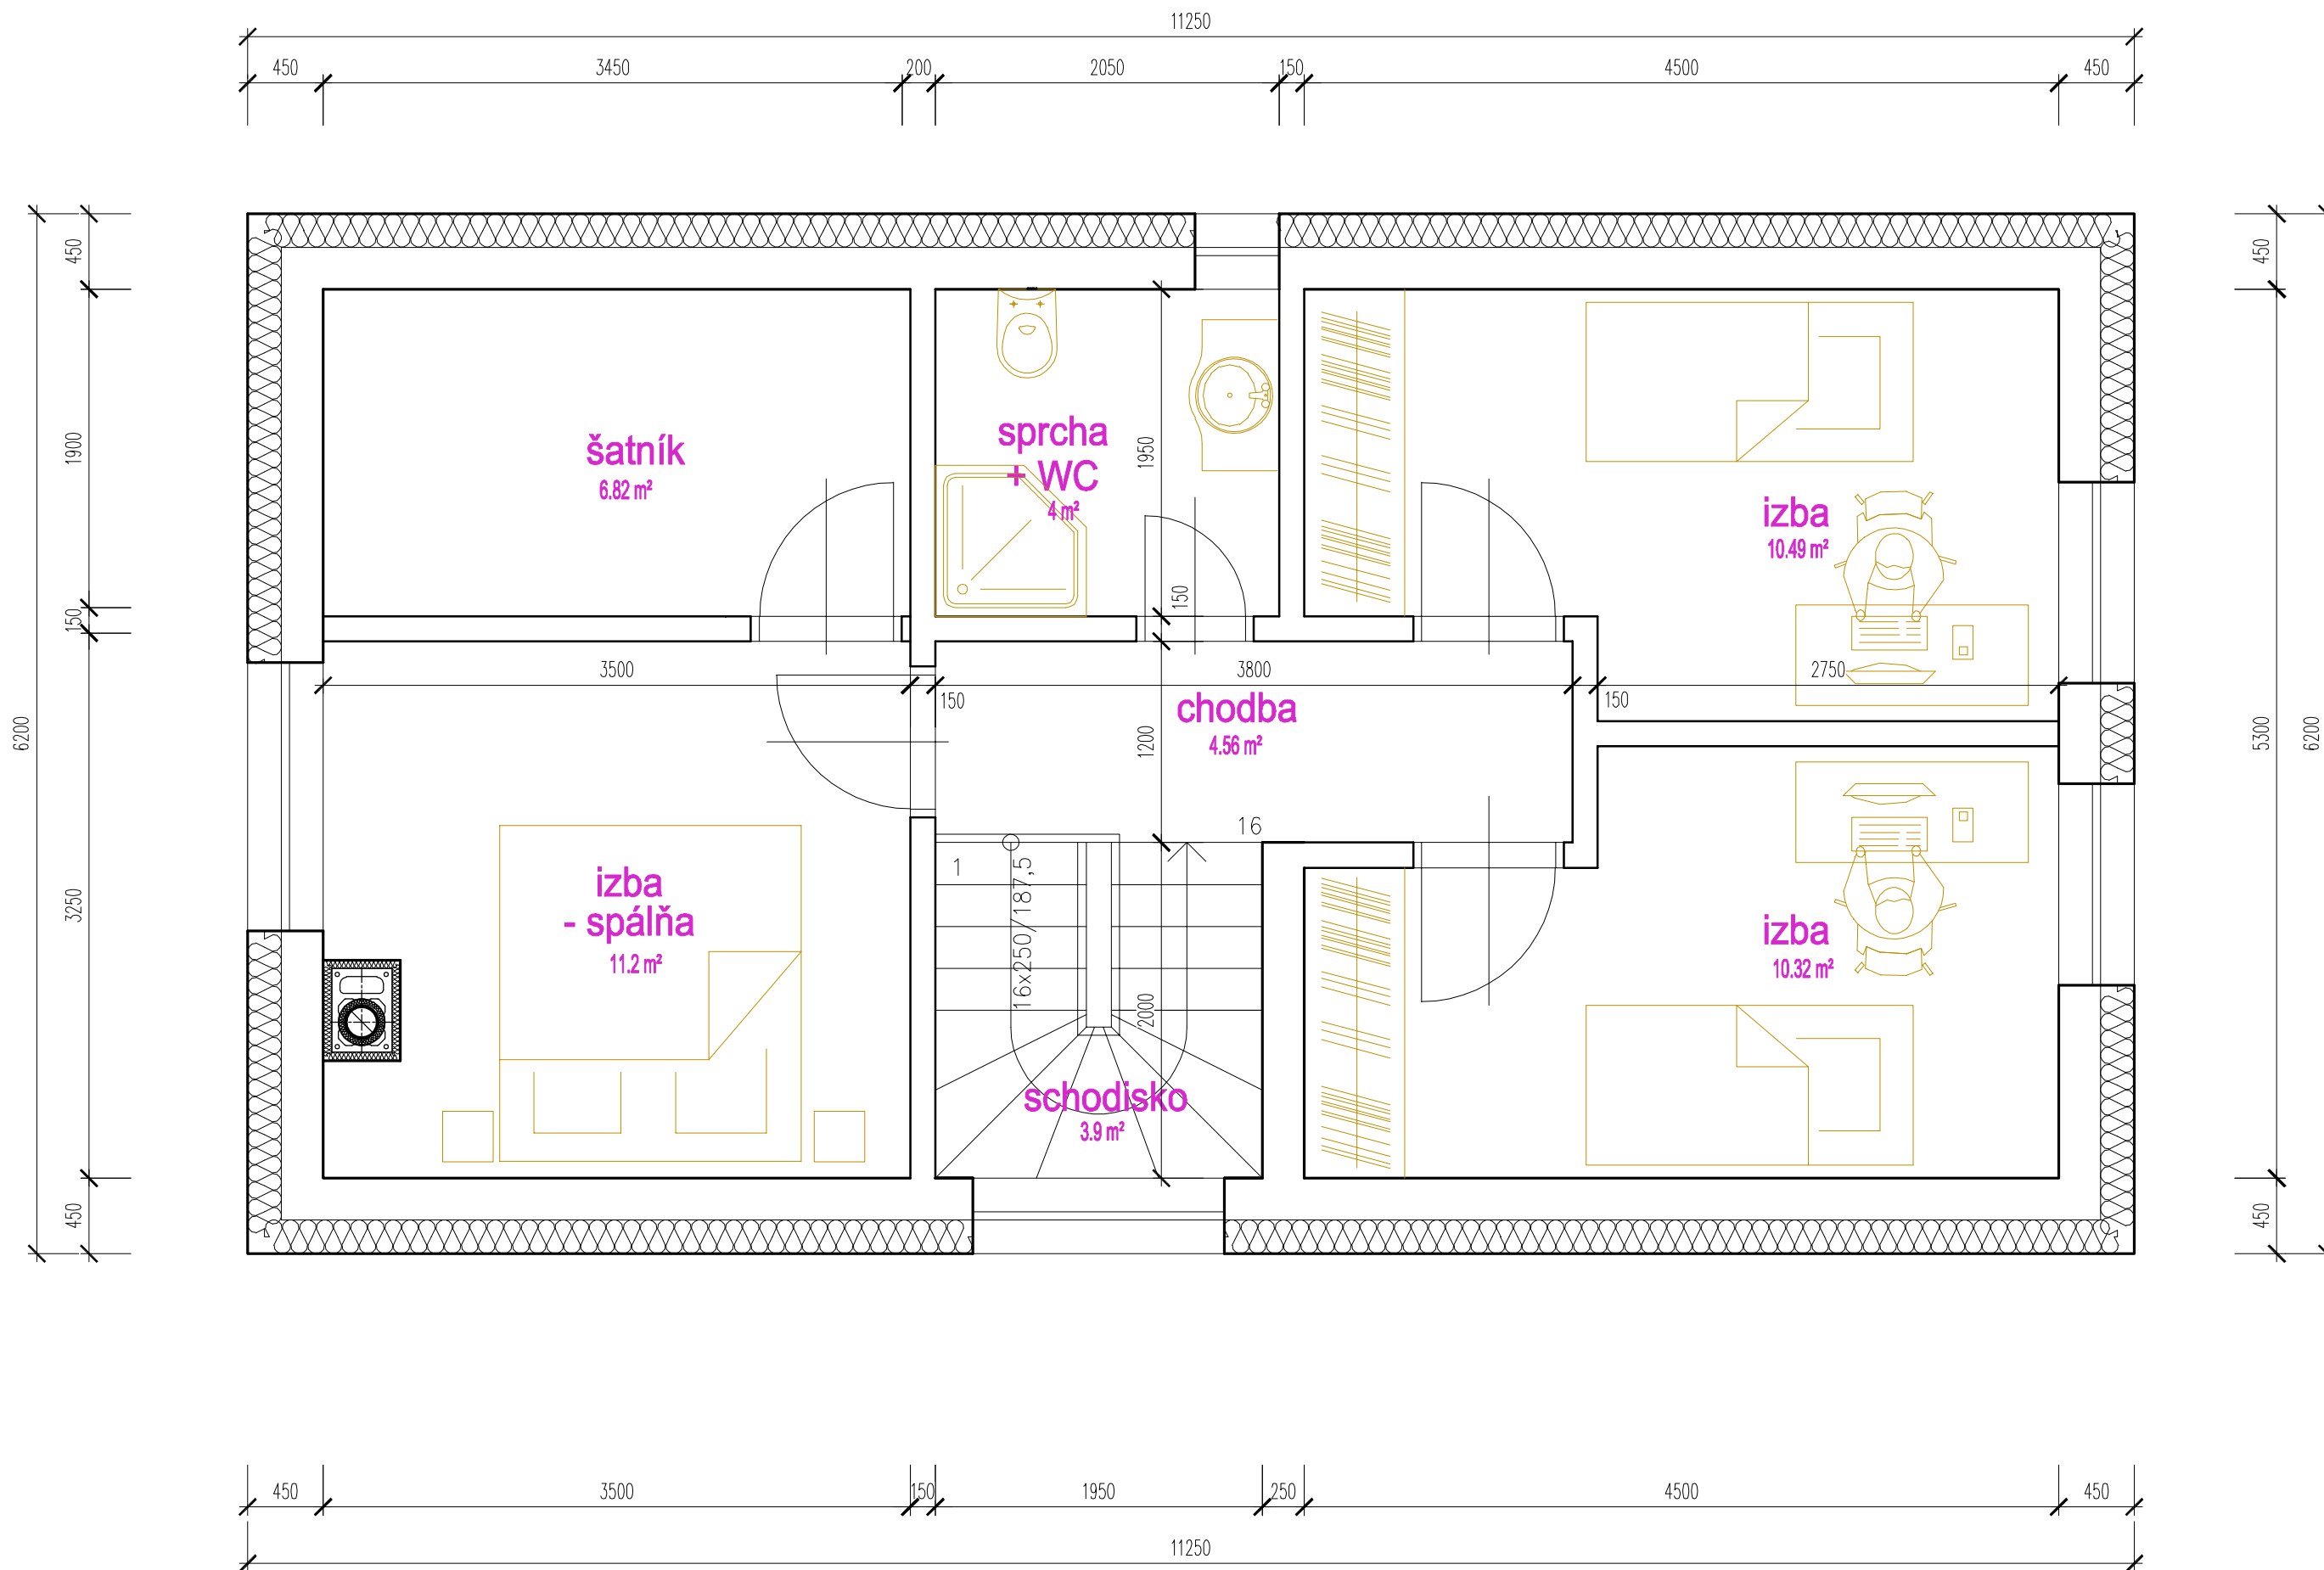 11250
450 3450 200 2050 150 4500 450
450
450
šatník
6.82 m²
sprcha
+ WC
4 m²
1950
150
izba
10.49 m²
1900
150
3500
150
3800
150
2750
chodba
4.56 m²
1200
6200
5300
6200
16
1
16x250/187,5
izba
- spálňa
11.2 m²
3250
2000
izba
10.32 m²
schodisko
3.9 m²
450
450
450 3500 150 1950 250 4500 450
11250